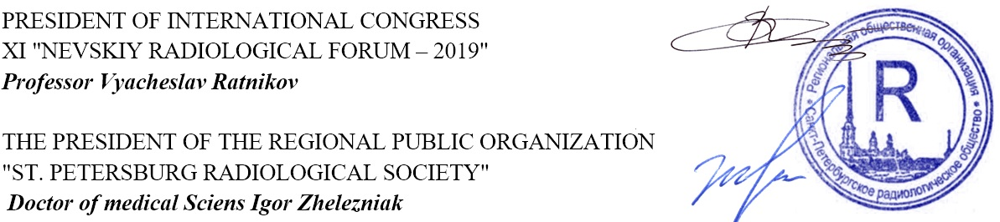 PRESIDENT OF INTERNATIONAL CONGRESS
XI "NEVSKIY RADIOLOGICAL FORUM – 2019"
Professor Vyacheslav Ratnikov
THE PRESIDENT OF THE REGIONAL PUBLIC ORGANIZATION
"ST. PETERSBURG RADIOLOGICAL SOCIETY"
Doctor of medical Sciens Igor Zhelezniak
Региональная общественная организация
R
Санкт-Петербургское радиологическое общество